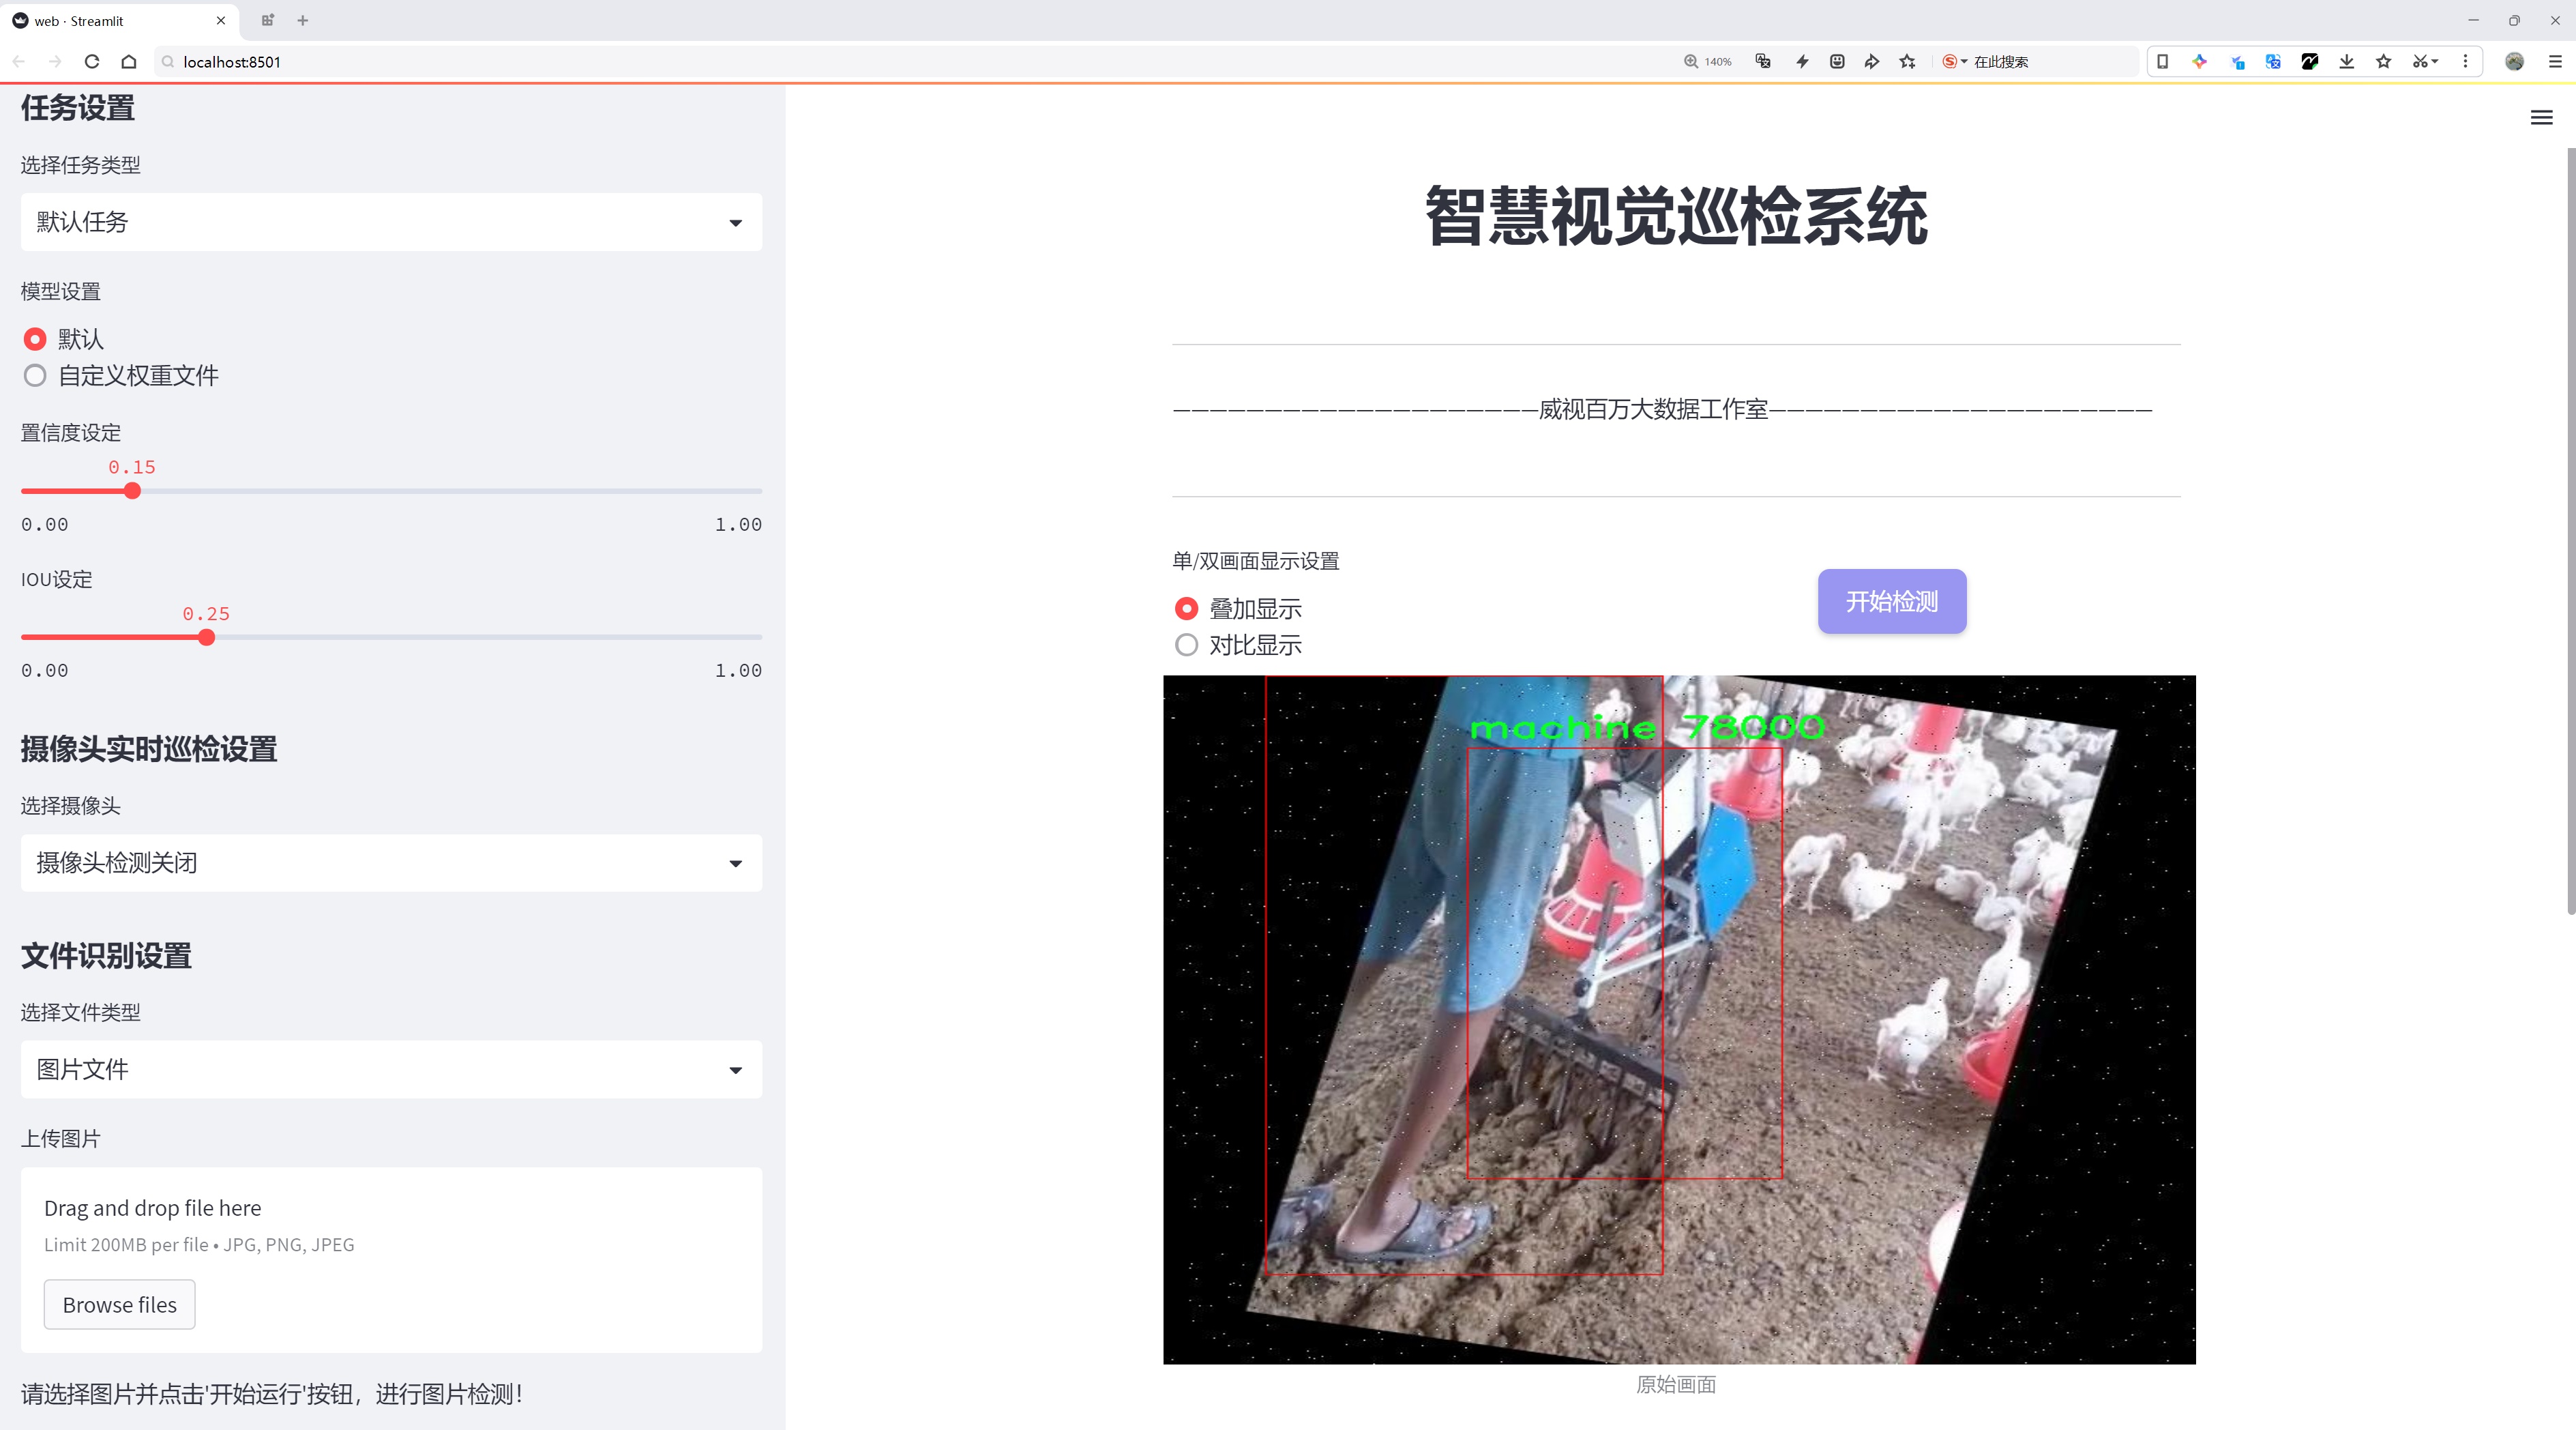 web · Streamlit
localhost:8501
140%
在此搜索
任务设置
选择任务类型
默认任务
模型设置
默认
自定义权重文件
置信度设定
0.15
0.00
1.00
IOU设定
0.25
0.00
1.00
摄像头实时巡检设置
选择摄像头
摄像头检测关闭
文件识别设置
选择文件类型
图片文件
上传图片
Drag and drop file here
Limit 200MB per file • JPG, PNG, JPEG
Browse files
请选择图片并点击'开始运行'按钮，进行图片检测！
智慧视觉巡检系统
————————————————————威视百万大数据工作室—————————————————————
单/双画面显示设置
叠加显示
对比显示
开始检测
machine 78000
原始画面